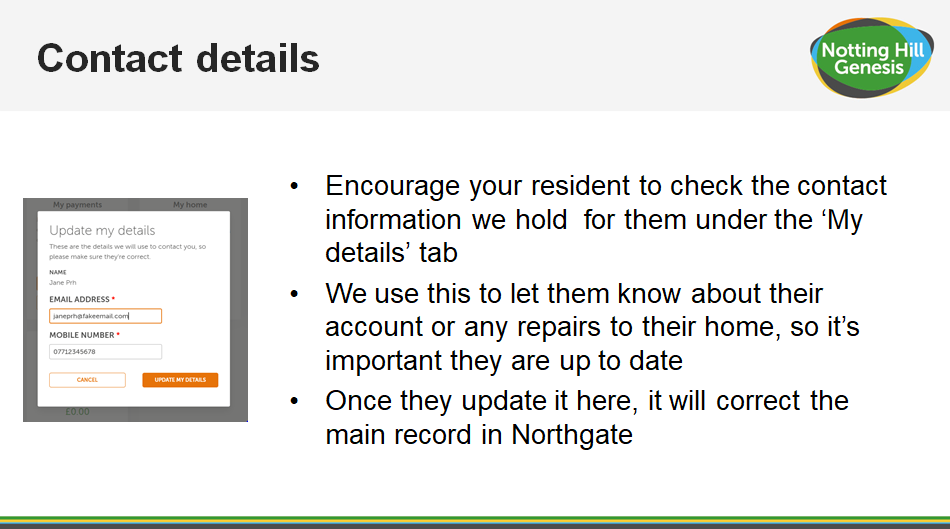 Contact details
Notting Hill
Genesis
My payments
My home
Update my details
These are the details we will use to contact you, so
please make sure they're correct.
NAME
Jane Prh
EMAIL ADDRESS *
janeprh@fakeemail.com
MOBILE NUMBER *
07712345678
CANCEL
UPDATE MY DETAILS
£0.00
• Encourage your resident to check the contact
information we hold  for them under the ‘My
details’ tab
• We use this to let them know about their
account or any repairs to their home, so it’s
important they are up to date
• Once they update it here, it will correct the
main record in Northgate